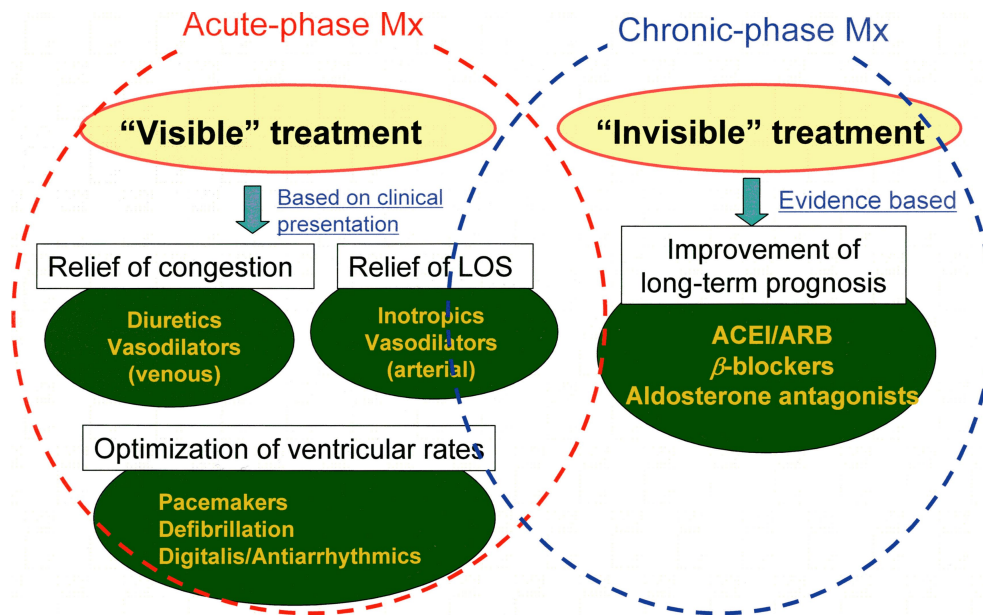 Acute-phase Mx
Chronic-phase Mx
“Visible” treatment
“Invisible” treatment
Based on clinical
presentation
Evidence based
Relief of congestion
Relief of LOS
Improvement of
long-term prognosis
Diuretics
Vasodilators
(venous)
Inotropics
Vasodilators
(arterial)
ACEI/ARB
β-blockers
Aldosterone antagonists
Optimization of ventricular rates
Pacemakers
Defibrillation
Digitalis/Antiarrhythmics